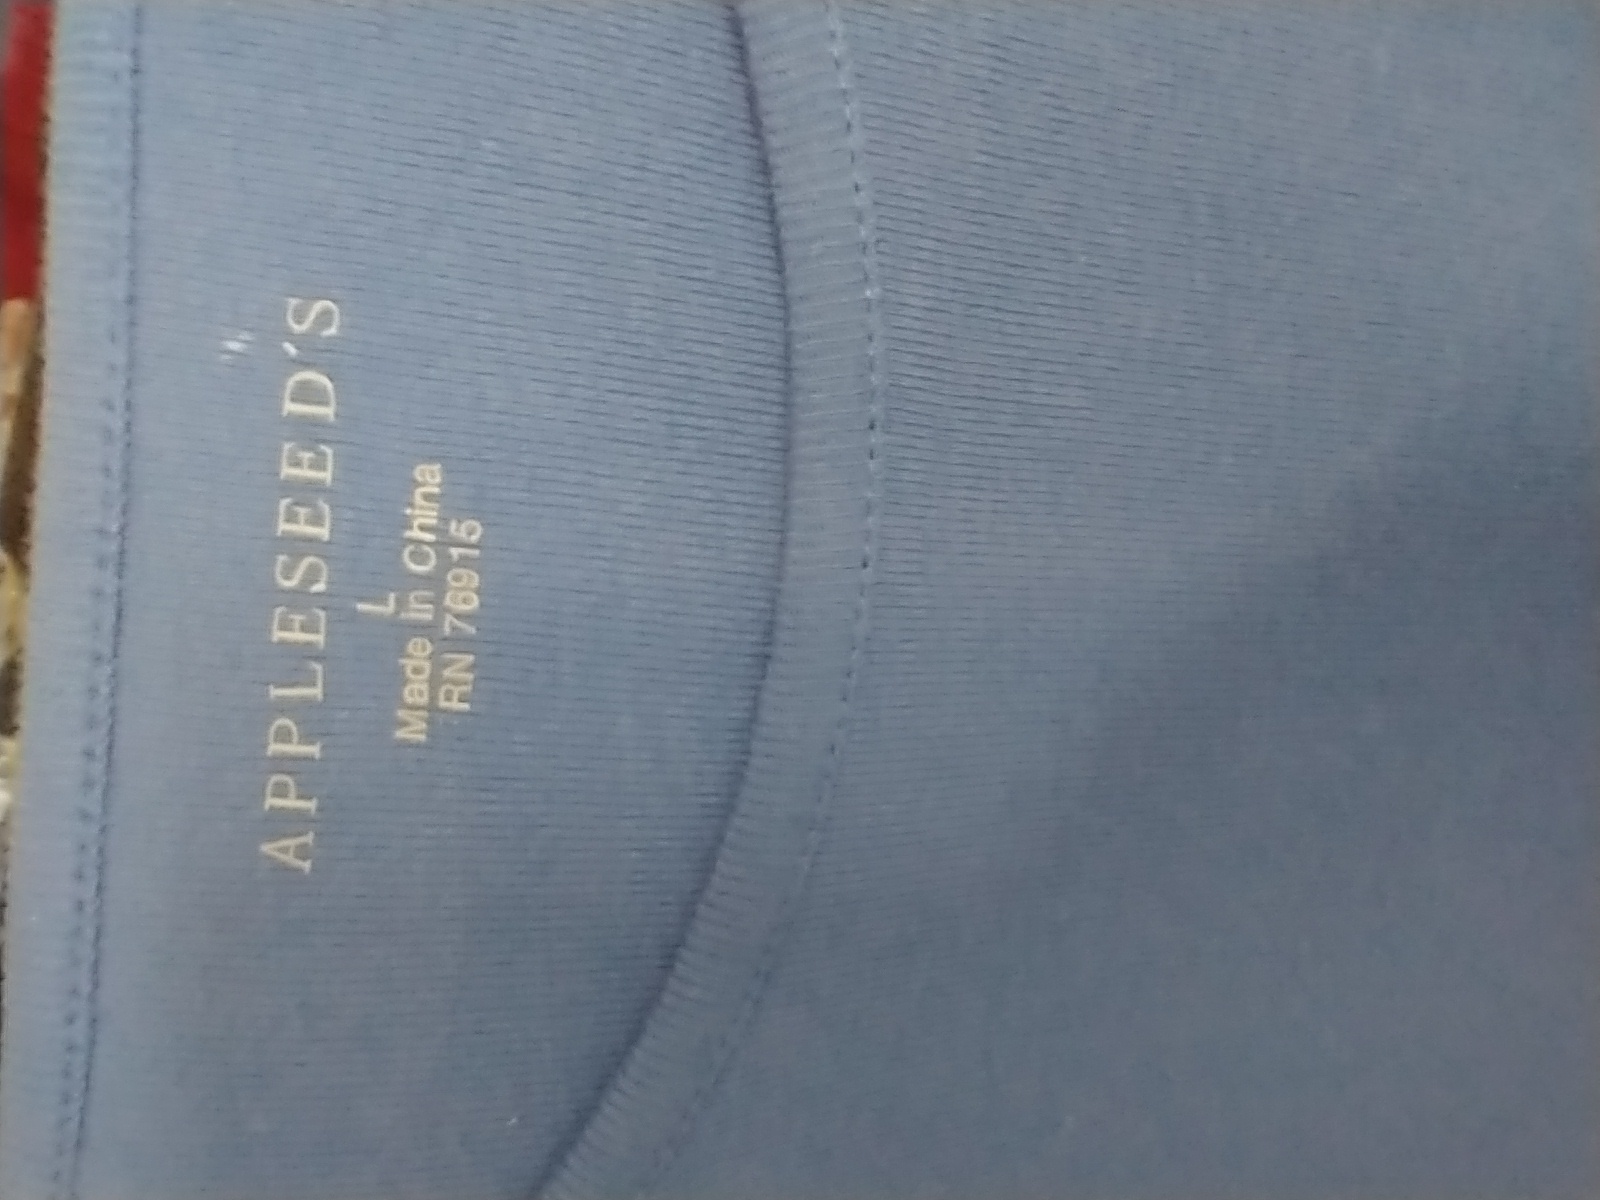 APPLESEED'S
L
Made in China
RN 76915